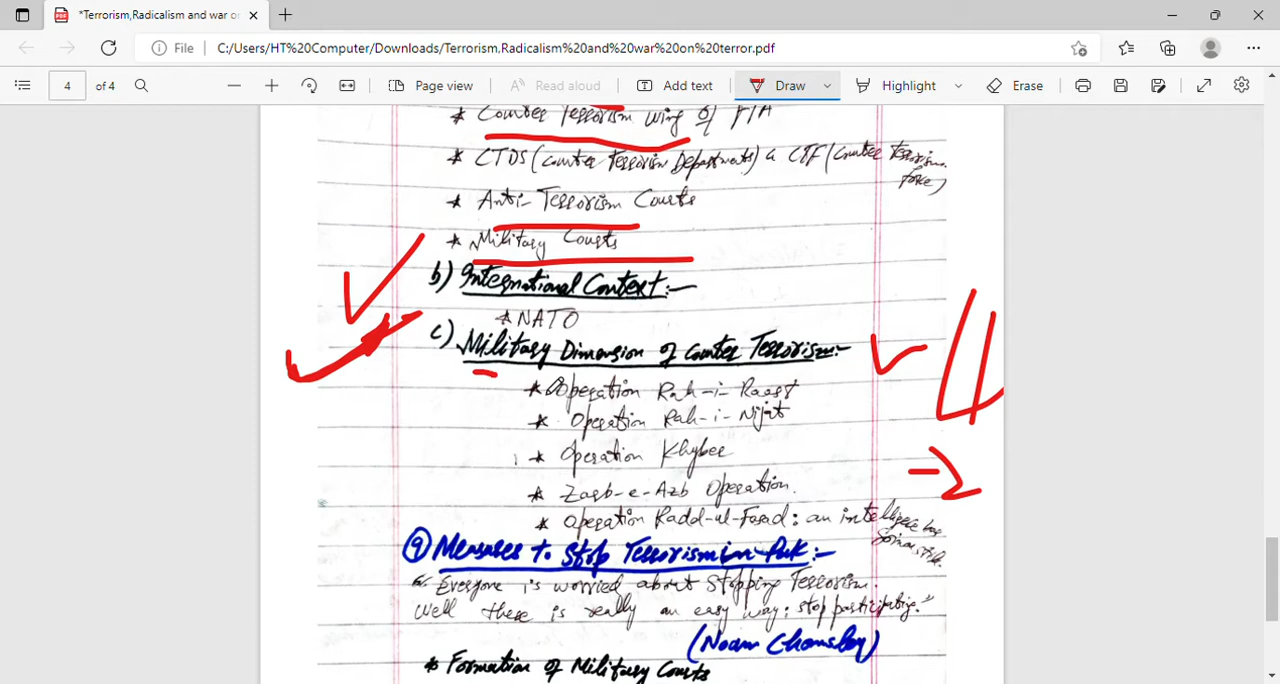 *Terrorism,Radicalism and war o
File
C:/Users/HT%20Computer/Downloads/Terrorism,Radicalism%20and%20war%20on%20terror.pdf
4 of 4
Page view
Read aloud
Add text
Draw
Highlight
Erase
* Counter Terrorism wing of FIA
* CTDS (Counter Terrorism Departments) & CTF (Counter Terrorism force)
* Anti-Terrorism Courts
* Military Courts
b) International Context:-
* NATO
c) Military Dimension of Counter Terrorism:-
* Operation Rah-i-Raast
* Operation Rah-i-Nijat
* Operation Khyber
* Zarb-e-Azb Operation.
* Operation Radd-ul-Fasad: an
9 Measures to Stop Terrorism in Pak:-
"Everyone is worried about stopping Terrorism.
Well there is really an easy way: stop participating."
(Noam Chomsky)
* Formation of Military Courts